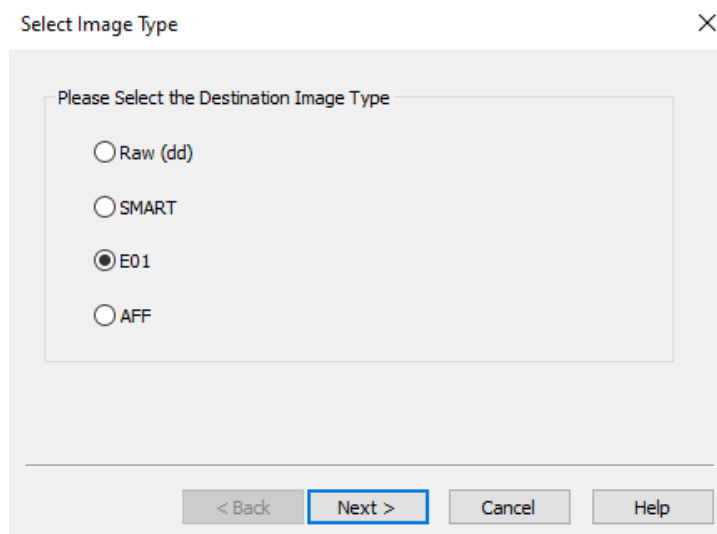 Select Image Type
Please Select the Destination Image Type
Raw (dd)
SMART
E01
AFF
< Back Next > Cancel Help